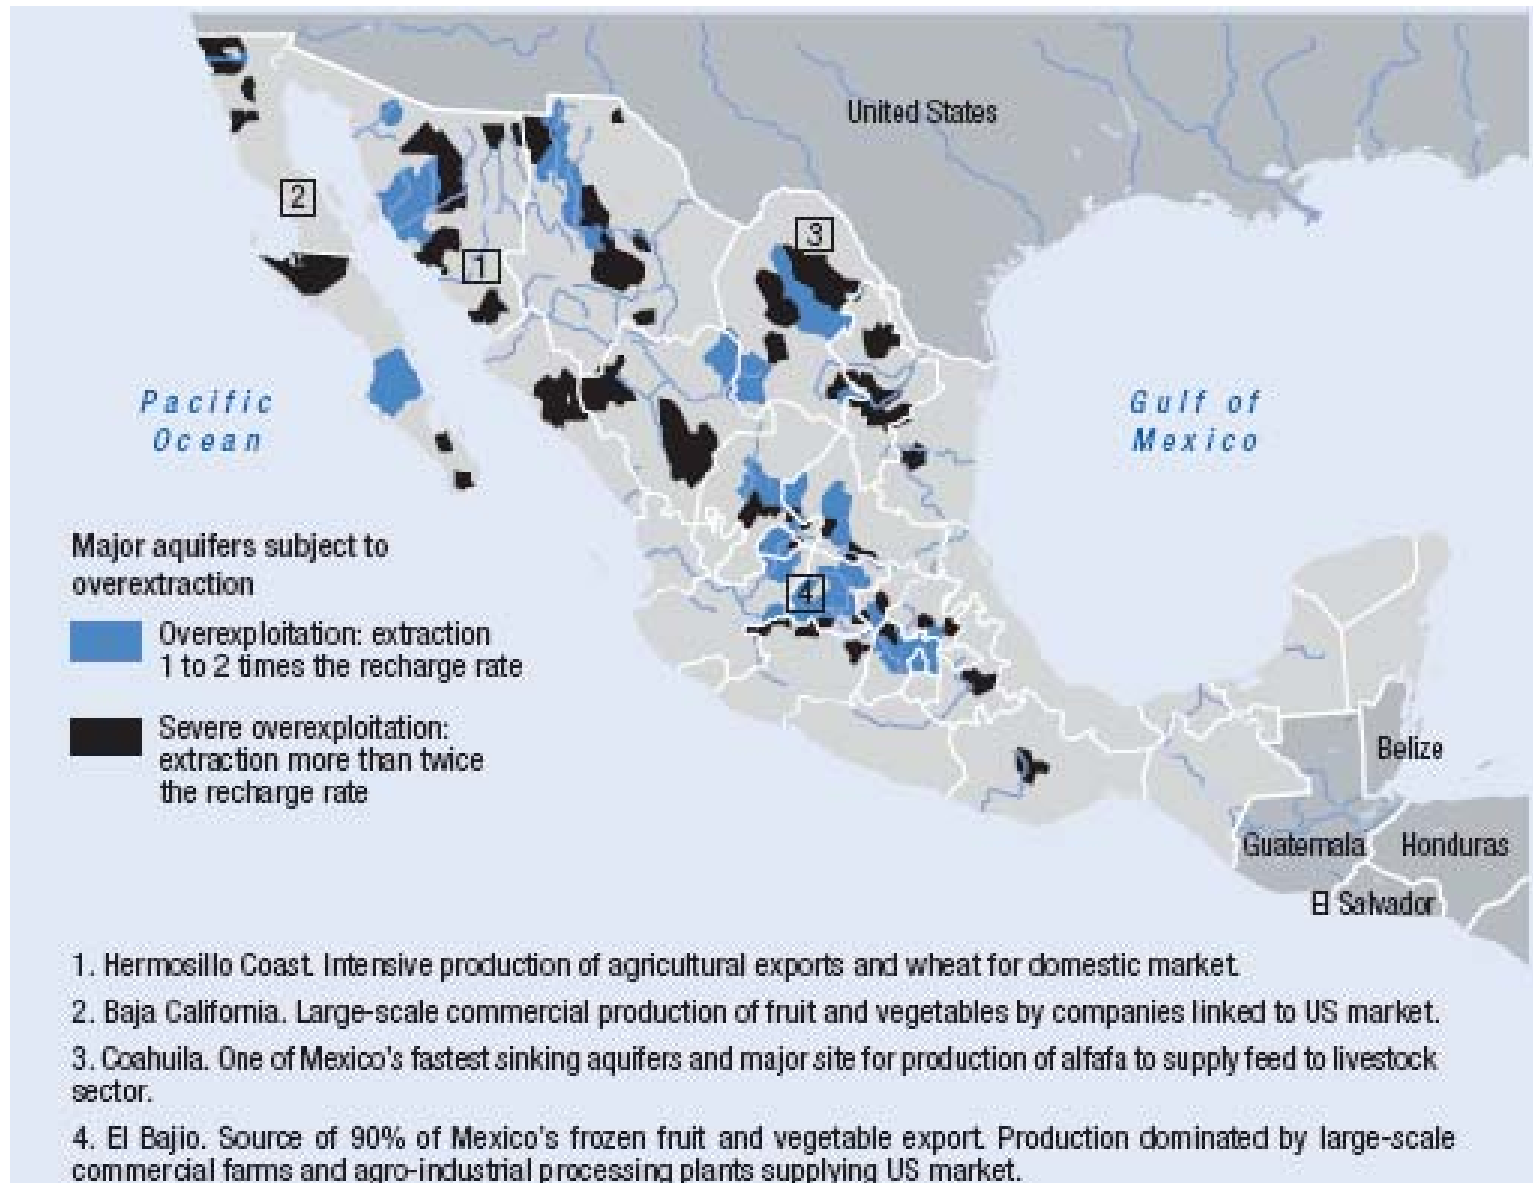 United States
2
3
1
Pacific
Ocean
Gulf of
Mexico
Major aquifers subject to
overextraction
4
Overexploitation: extraction
1 to 2 times the recharge rate
Severe overexploitation:
extraction more than twice
the recharge rate
Belize
Guatemala
Honduras
El Salvador
1. Hermosillo Coast. Intensive production of agricultural exports and wheat for domestic market.
2. Baja California. Large-scale commercial production of fruit and vegetables by companies linked to US market.
3. Coahuila. One of Mexico's fastest sinking aquifers and major site for production of alfafa to supply feed to livestock
sector.
4. El Bajio. Source of 90% of Mexico's frozen fruit and vegetable export. Production dominated by large-scale
commercial farms and agro-industrial processing plants supplying US market.